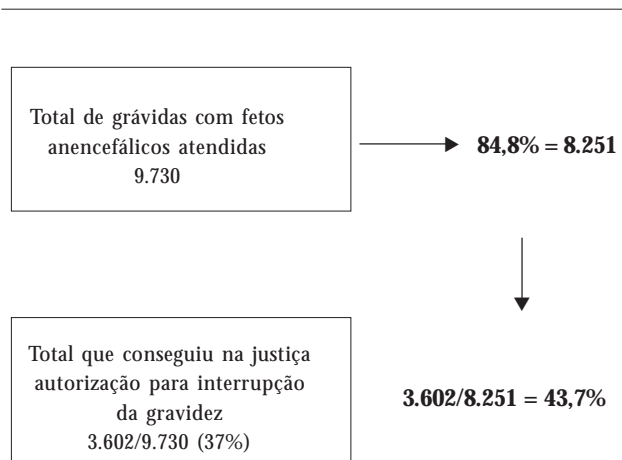 Total de grávidas com fetos
anencefálicos atendidas
9.730
84,8% = 8.251
Total que conseguiu na justiça
autorização para interrupção
da gravidez
3.602/9.730 (37%)
3.602/8.251 = 43,7%